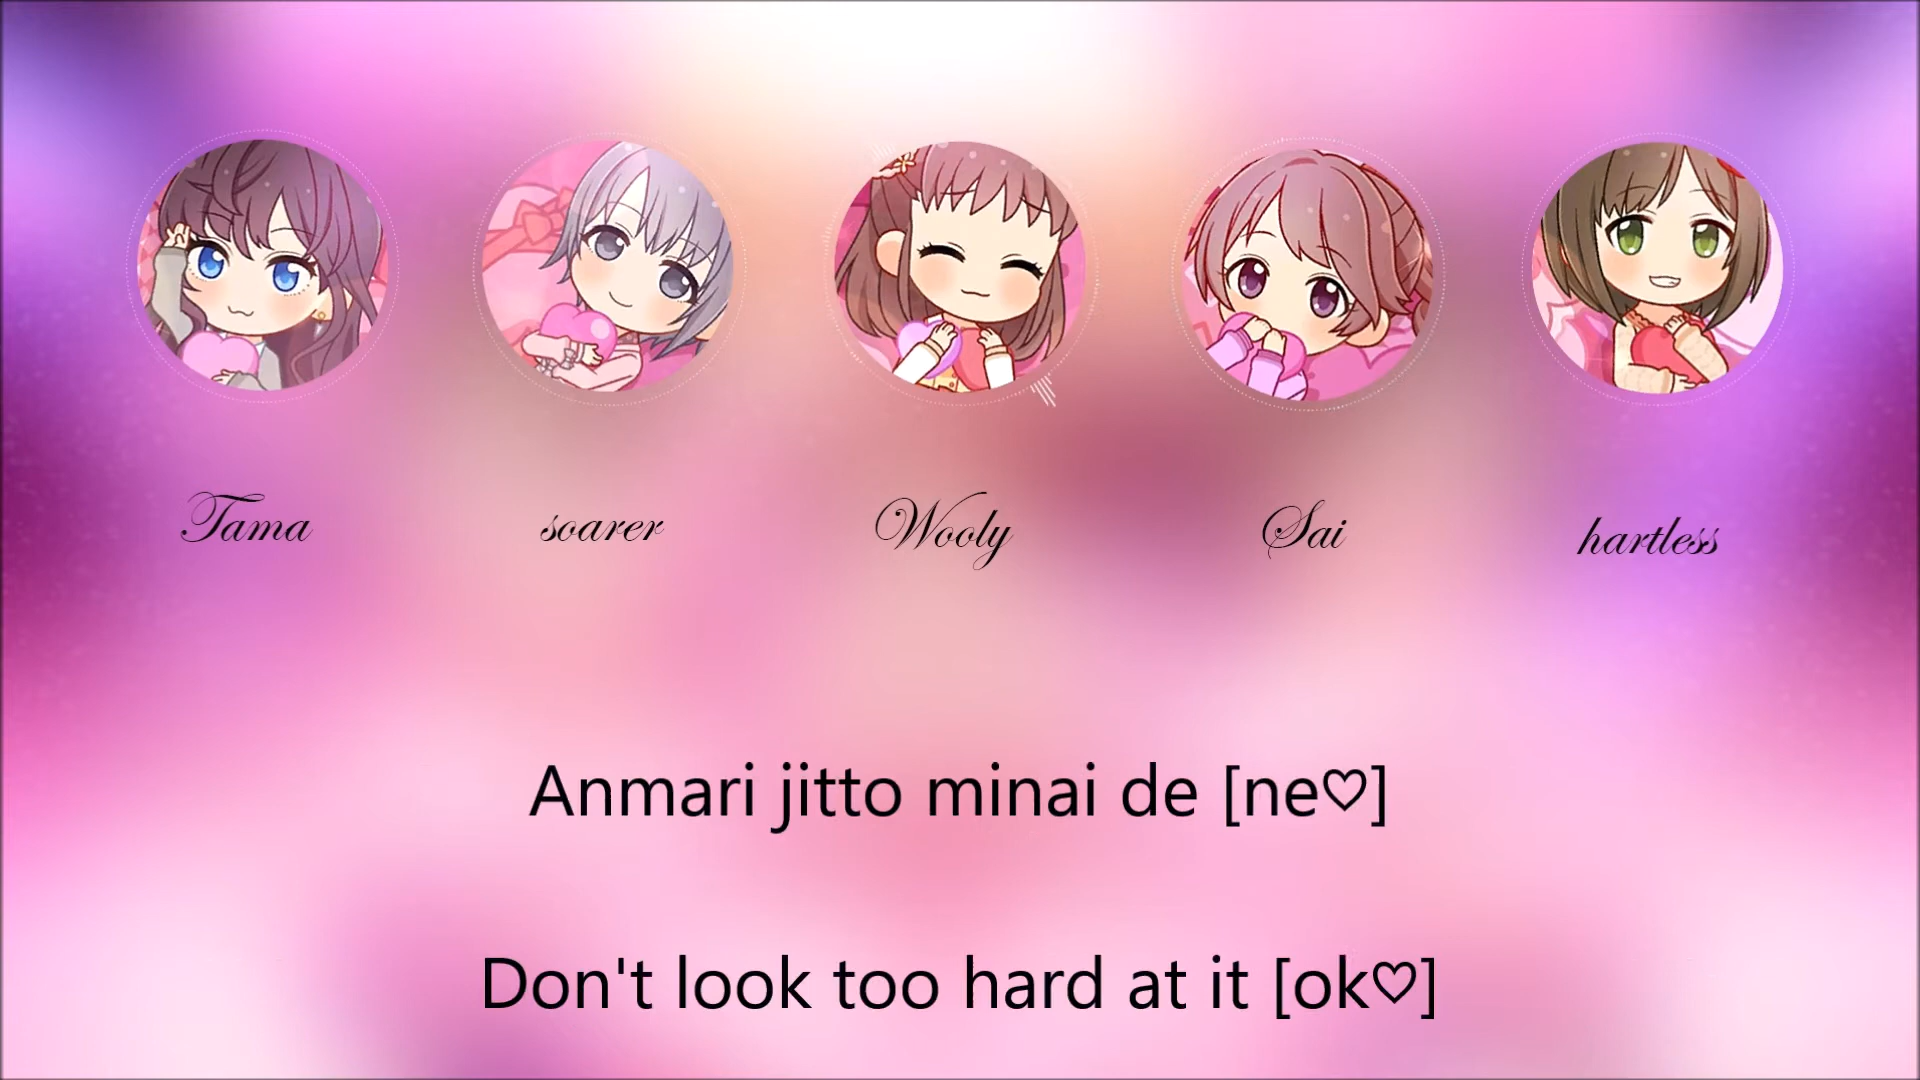 Tama
soarer
Wooly
Sai
hartless
Anmari jitto minai de [ne♡]
Don't look too hard at it [ok♡]